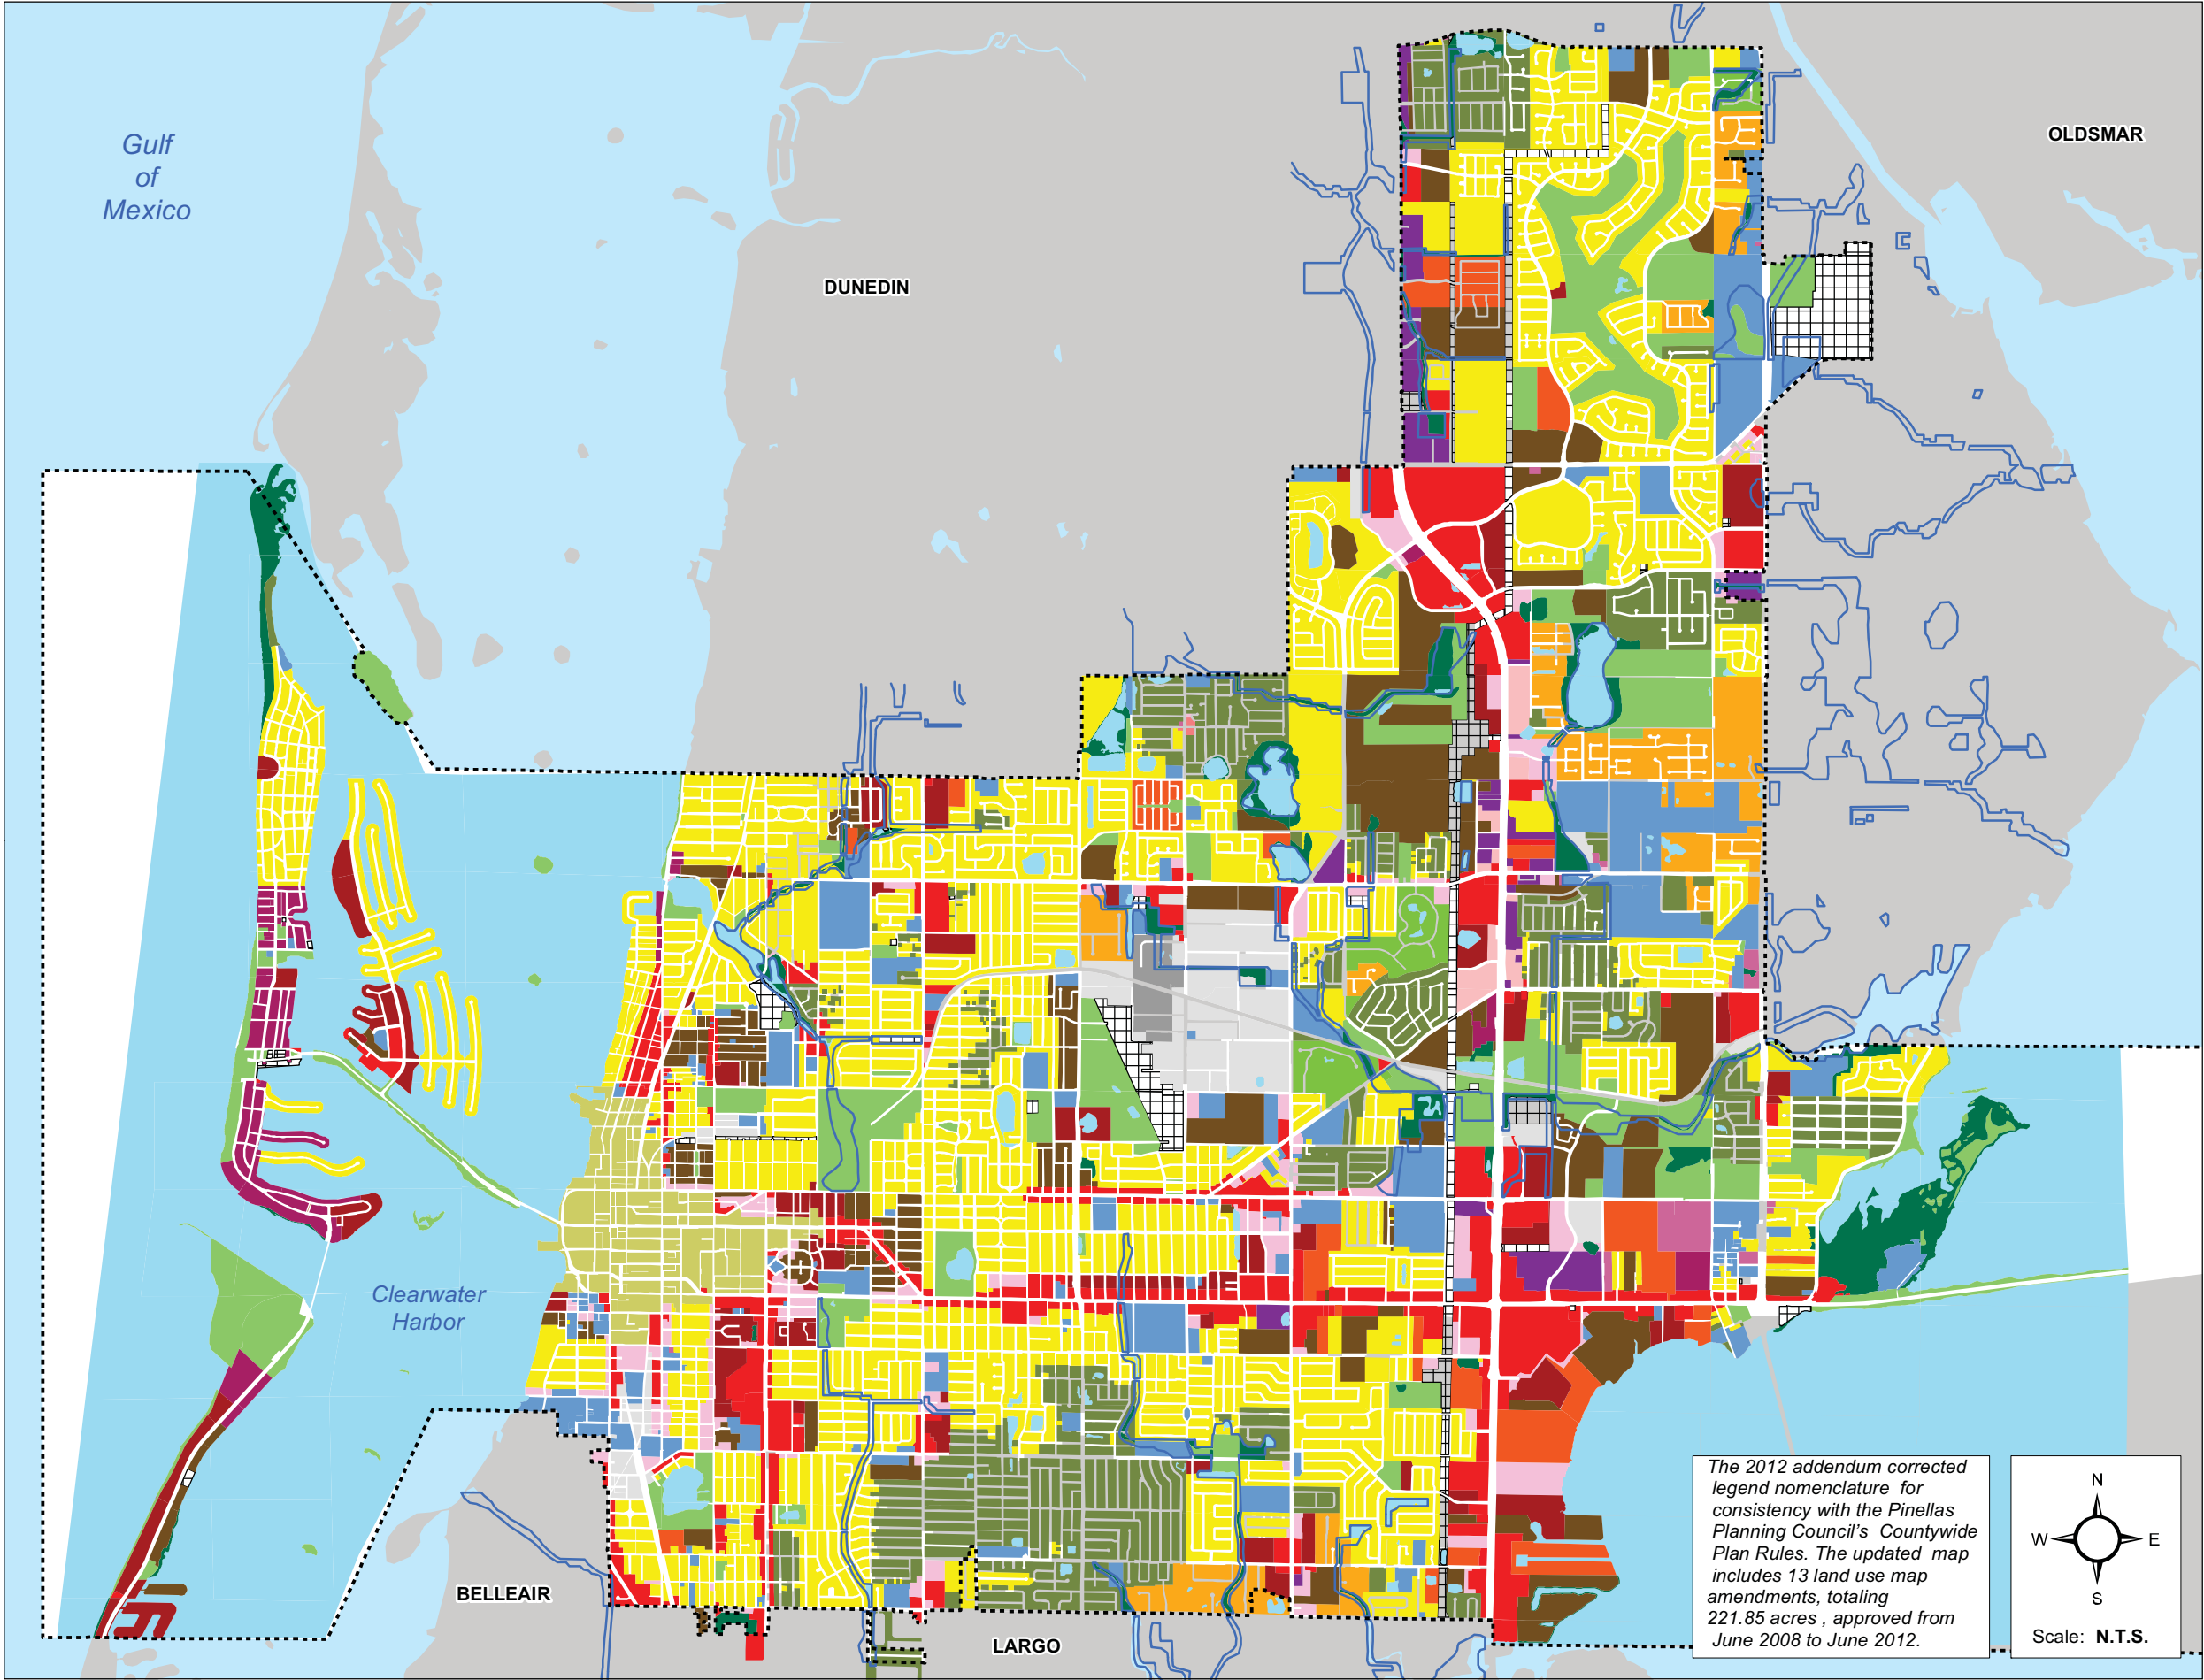 Gulf
of
Mexico
OLDSMAR
DUNEDIN
Clearwater
Harbor
BELLEAIR
LARGO
The 2012 addendum corrected
legend nomenclature for
consistency with the Pinellas
Planning Council's Countywide
Plan Rules. The updated map
includes 13 land use map
amendments, totaling
221.85 acres , approved from
June 2008 to June 2012.
N
W
E
S
Scale: N.T.S.